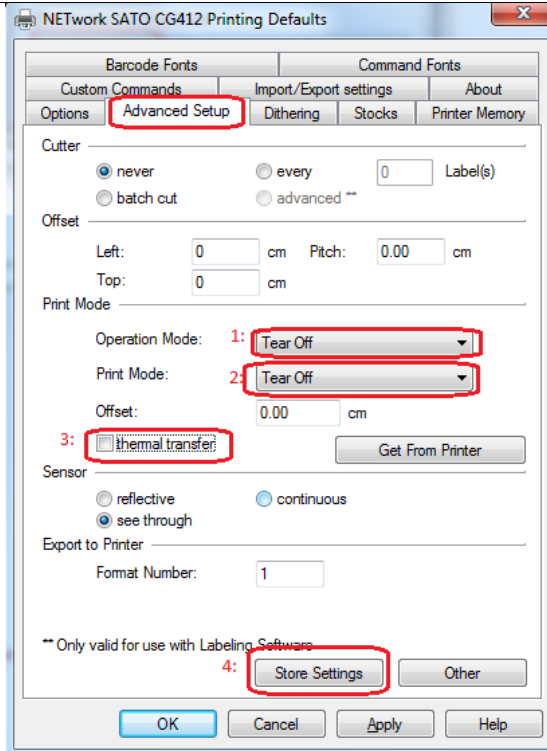 NETwork SATO CG412 Printing Defaults
x
Barcode Fonts Command Fonts
Custom Commands Import/Export settings About
Options Advanced Setup Dithering Stocks Printer Memory
Cutter
never every 0 Label(s)
batch cut advanced **
Offset
Left: 0 cm Pitch: 0.00 cm
Top: 0 cm
Print Mode
Operation Mode: 1: Tear Off
Print Mode: 2: Tear Off
Offset: 0.00 cm
3: thermal transfer Get From Printer
Sensor
reflective continuous
see through
Export to Printer
Format Number: 1
** Only valid for use with Labeling Software
4: Store Settings Other
OK Cancel Apply Help